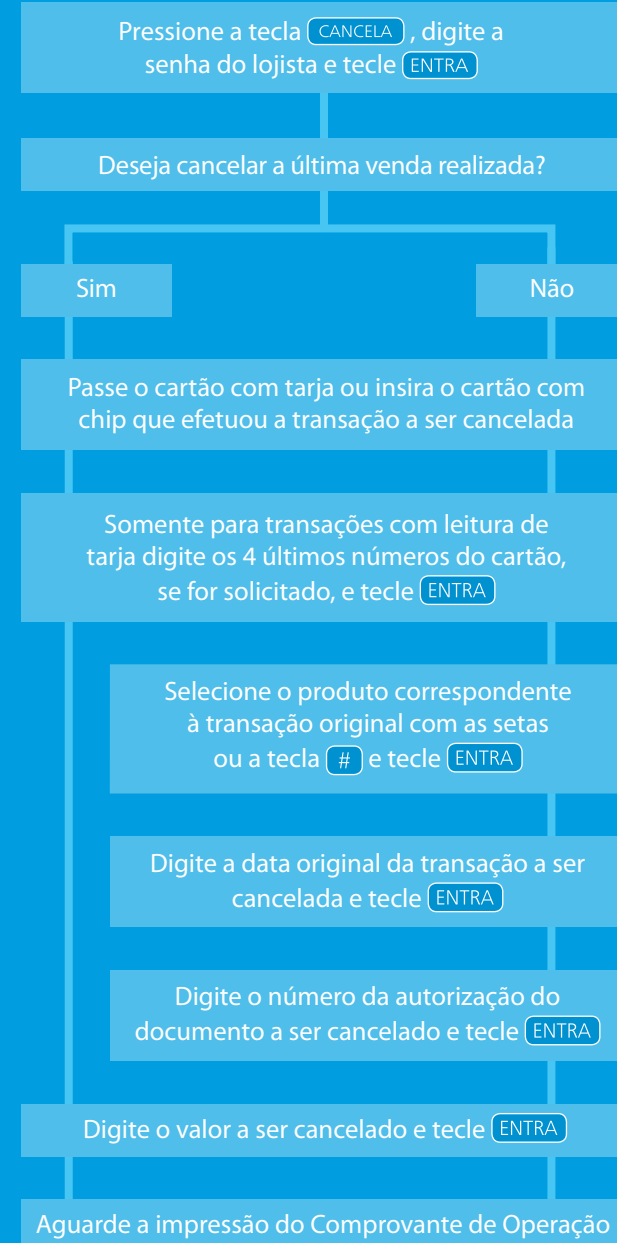 Pressione a tecla CANCELA , digite a
senha do lojista e tecle ENTRA
Deseja cancelar a última venda realizada?
Sim
Não
Passe o cartão com tarja ou insira o cartão com
chip que efetuou a transação a ser cancelada
Somente para transações com leitura de
tarja digite os 4 últimos números do cartão,
se for solicitado, e tecle ENTRA
Selecione o produto correspondente
à transação original com as setas
ou a tecla # e tecle ENTRA
Digite a data original da transação a ser
cancelada e tecle ENTRA
Digite o número da autorização do
documento a ser cancelado e tecle ENTRA
Digite o valor a ser cancelado e tecle ENTRA
Aguarde a impressão do Comprovante de Operação